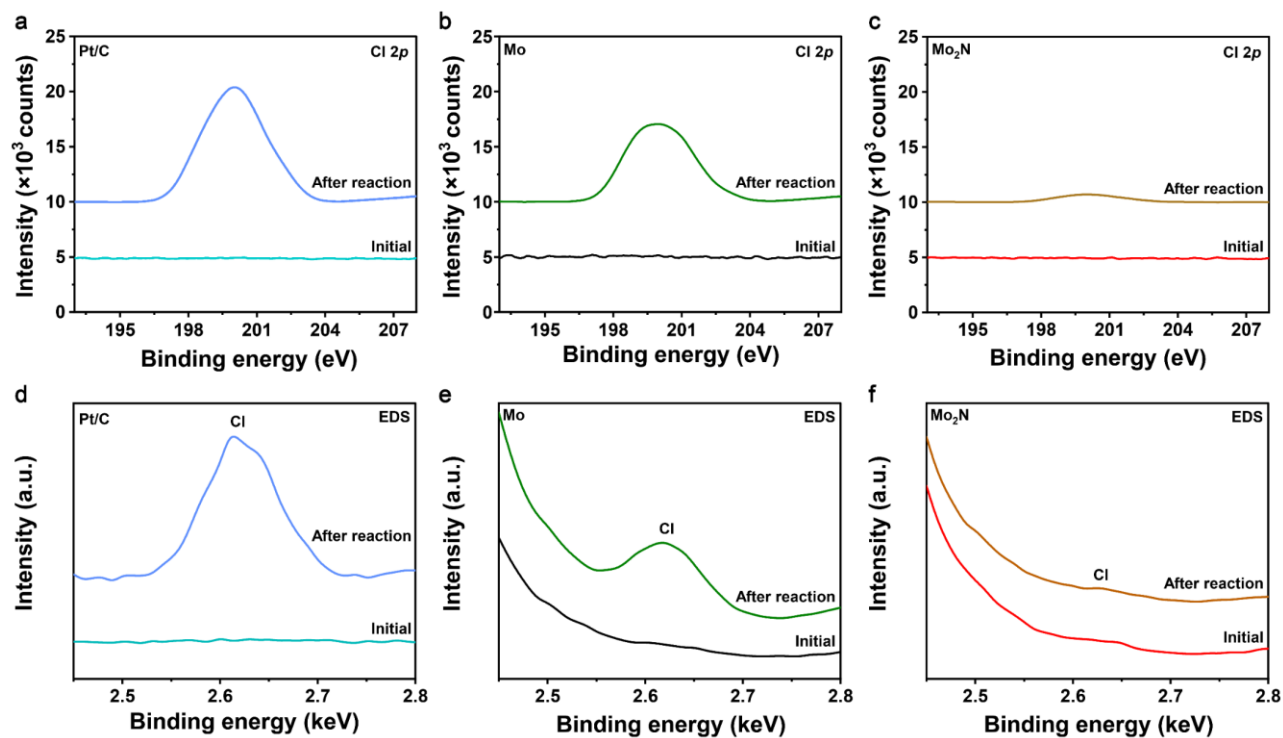 a
Pt/C
Cl 2p
After reaction
Initial
Intensity (×10³ counts)
25
20
15
10
5
0
195
198
201
204
207
Binding energy (eV)
b
Mo
Cl 2p
After reaction
Initial
Intensity (×10³ counts)
25
20
15
10
5
0
195
198
201
204
207
Binding energy (eV)
c
Mo₂N
Cl 2p
After reaction
Initial
Intensity (×10³ counts)
25
20
15
10
5
0
195
198
201
204
207
Binding energy (eV)
d
Pt/C
EDS
Cl
After reaction
Initial
Intensity (a.u.)
2.5
2.6
2.7
2.8
Binding energy (keV)
e
Mo
EDS
Cl
After reaction
Initial
Intensity (a.u.)
2.5
2.6
2.7
2.8
Binding energy (keV)
f
Mo₂N
EDS
Cl
After reaction
Initial
Intensity (a.u.)
2.5
2.6
2.7
2.8
Binding energy (keV)